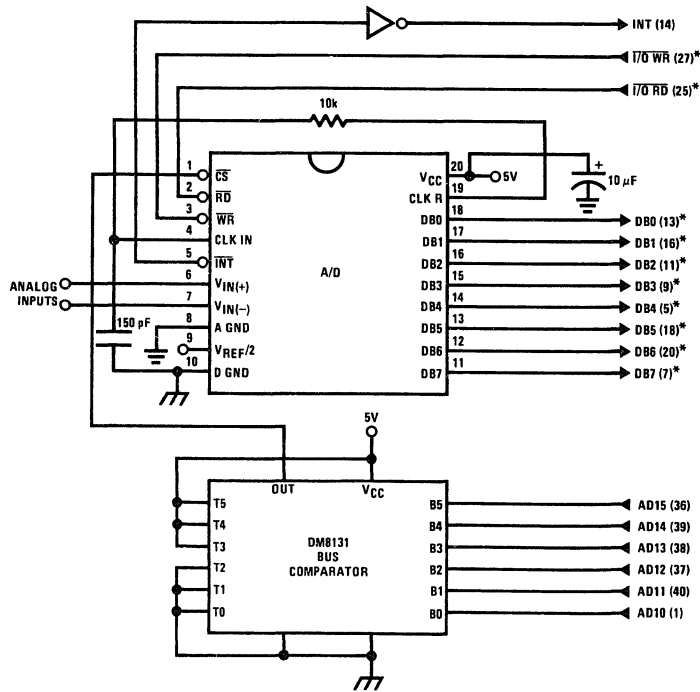 INT (14)
I/O WR (27)*
I/O RD (25)*
10k
1
CS
2
RD
3
WR
4
CLK IN
5
INT
6
VIN(+)
7
VIN(−)
8
A GND
9
VREF/2
10
D GND
ANALOG
INPUTS
150 pF
A/D
20
VCC
5V
+
10 μF
19
CLK R
18
DB0
DB0 (13)*
17
DB1
DB1 (16)*
16
DB2
DB2 (11)*
15
DB3
DB3 (9)*
14
DB4
DB4 (5)*
13
DB5
DB5 (18)*
12
DB6
DB6 (20)*
11
DB7
DB7 (7)*
5V
OUT
VCC
T5
T4
T3
T2
T1
T0
DM8131
BUS
COMPARATOR
B5
AD15 (36)
B4
AD14 (39)
B3
AD13 (38)
B2
AD12 (37)
B1
AD11 (40)
B0
AD10 (1)